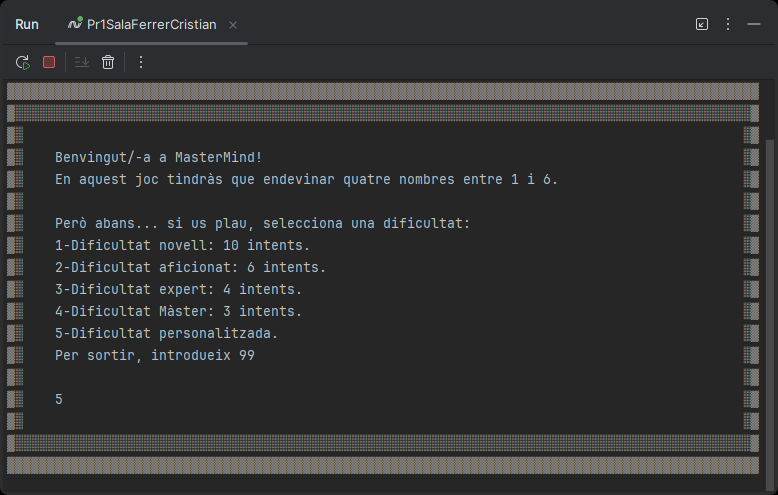 Run
Pr1SalaFerrerCristian
Benvingut/-a a MasterMind!
En aquest joc tindràs que endevinar quatre nombres entre 1 i 6.
Però abans... si us plau, selecciona una dificultat:
1-Dificultat novell: 10 intents.
2-Dificultat aficionat: 6 intents.
3-Dificultat expert: 4 intents.
4-Dificultat Màster: 3 intents.
5-Dificultat personalitzada.
Per sortir, introdueix 99
5